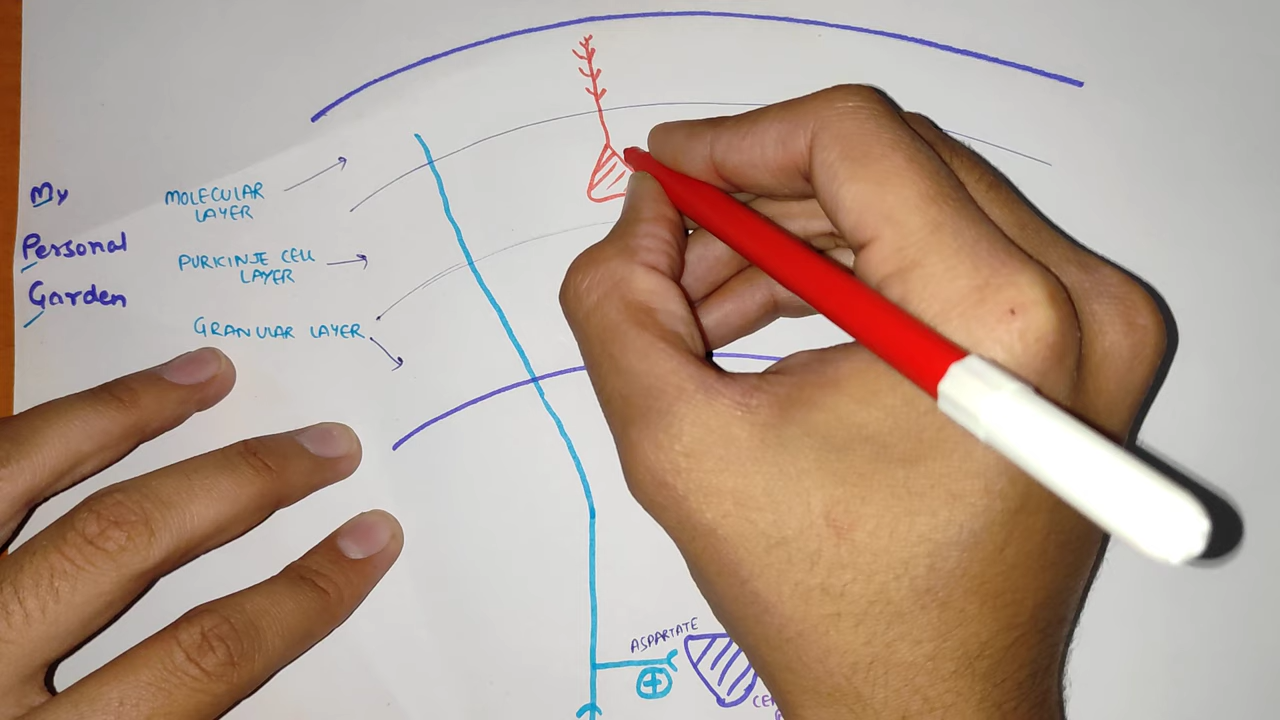 My
Personal
Garden
MOLECULAR
LAYER
PURKINJE CELL
LAYER
GRANULAR LAYER
ASPARTATE
+